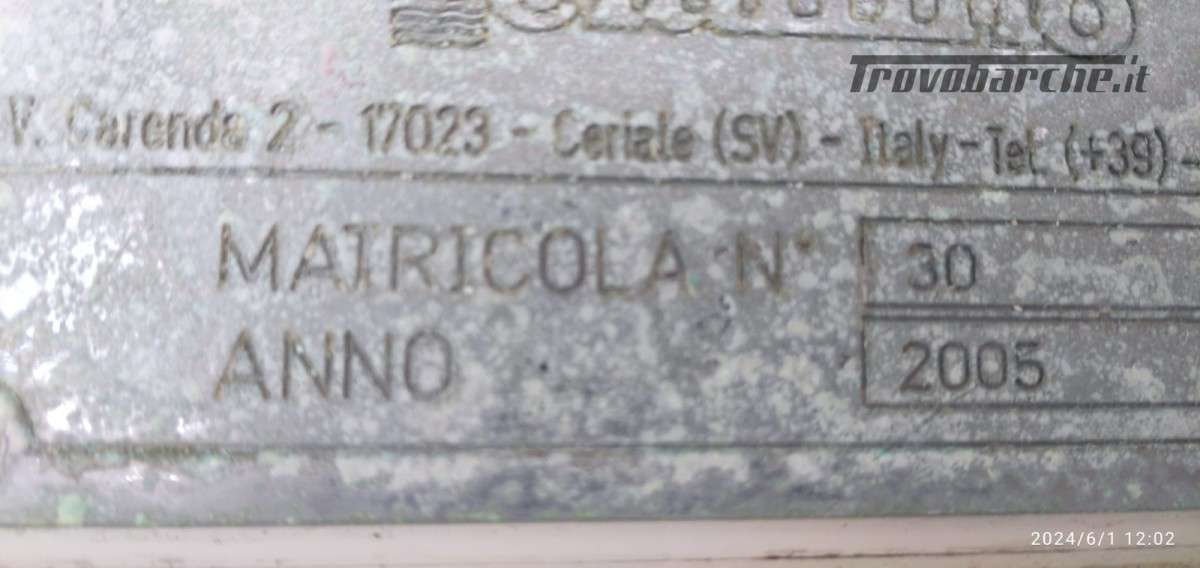 Trovobarche.it
V. Carenda 2 - 17023 - Ceriale (SV) - Italy - Tel. (+39) -
MATRICOLA N° 30
ANNO 2005
2024/6/1 12:02